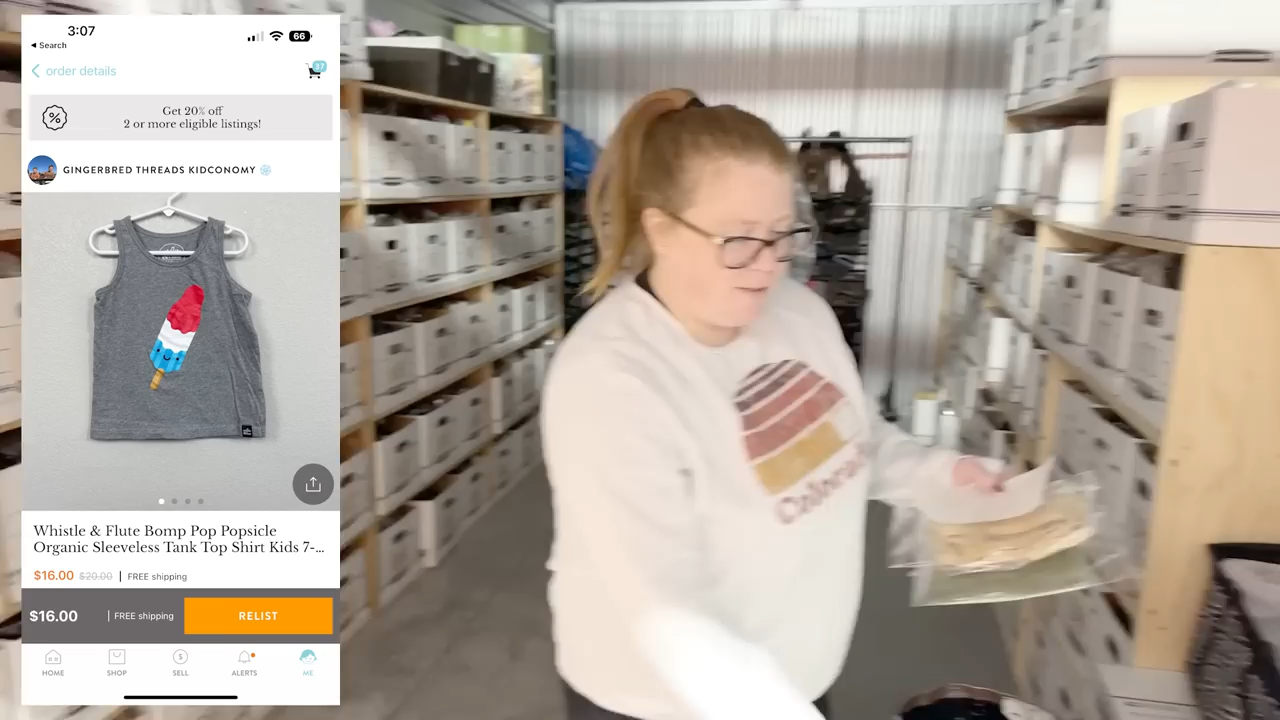 3:07
66
Search
order details
37
Get 20% off
2 or more eligible listings!
GINGERBRED THREADS KIDCONOMY
Whistle & Flute Bomp Pop Popsicle
Organic Sleeveless Tank Top Shirt Kids 7-...
$16.00 $20.00 | FREE shipping
$16.00 | FREE shipping
RELIST
HOME
SHOP
SELL
ALERTS
ME